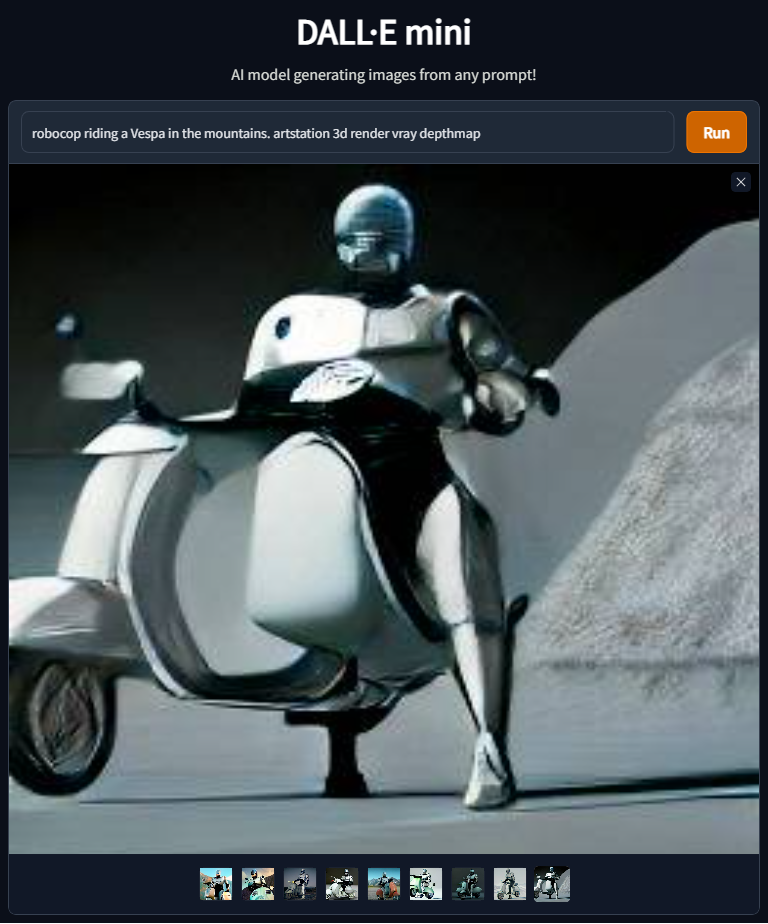 DALL·E mini
AI model generating images from any prompt!
robocop riding a Vespa in the mountains. artstation 3d render vray depthmap
Run